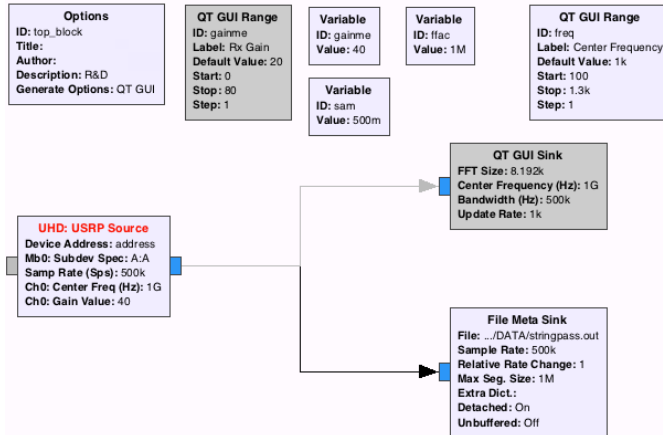 Options
ID: top_block
Title:
Author:
Description: R&D
Generate Options: QT GUI
QT GUI Range
ID: gainme
Label: Rx Gain
Default Value: 20
Start: 0
Stop: 80
Step: 1
Variable
ID: gainme
Value: 40
Variable
ID: ffac
Value: 1M
QT GUI Range
ID: freq
Label: Center Frequency
Default Value: 1k
Start: 100
Stop: 1.3k
Step: 1
Variable
ID: sam
Value: 500m
QT GUI Sink
FFT Size: 8.192k
Center Frequency (Hz): 1G
Bandwidth (Hz): 500k
Update Rate: 1k
UHD: USRP Source
Device Address: address
Mb0: Subdev Spec: A:A
Samp Rate (Sps): 500k
Ch0: Center Freq (Hz): 1G
Ch0: Gain Value: 40
File Meta Sink
File: .../DATA/stringpass.out
Sample Rate: 500k
Relative Rate Change: 1
Max Seg. Size: 1M
Extra Dict.:
Detached: On
Unbuffered: Off